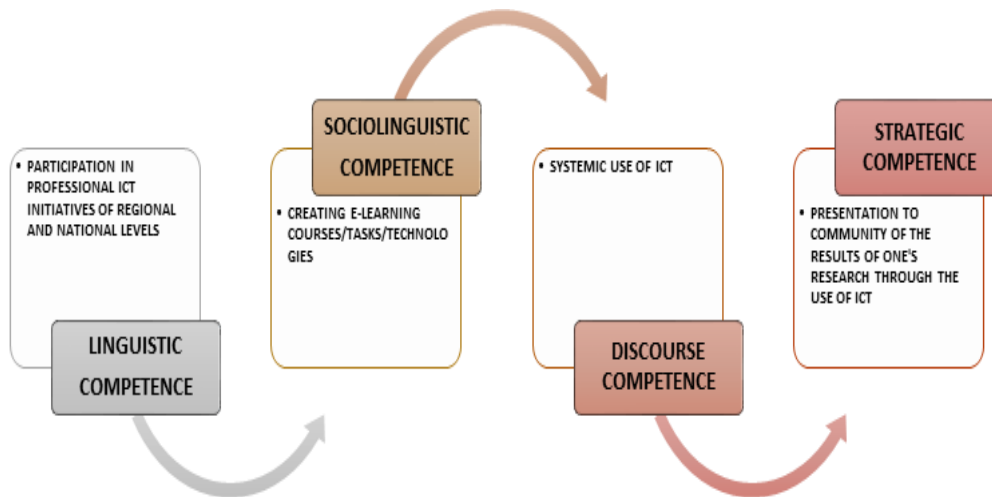 • PARTICIPATION IN
PROFESSIONAL ICT
INITIATIVES OF REGIONAL
AND NATIONAL LEVELS
LINGUISTIC
COMPETENCE
SOCIOLINGUISTIC
COMPETENCE
• CREATING E-LEARNING
COURSES/TASKS/TECHNOLO
GIES
• SYSTEMIC USE OF ICT
DISCOURSE
COMPETENCE
STRATEGIC
COMPETENCE
• PRESENTATION TO
COMMUNITY OF THE
RESULTS OF ONE'S
RESEARCH THROUGH THE
USE OF ICT